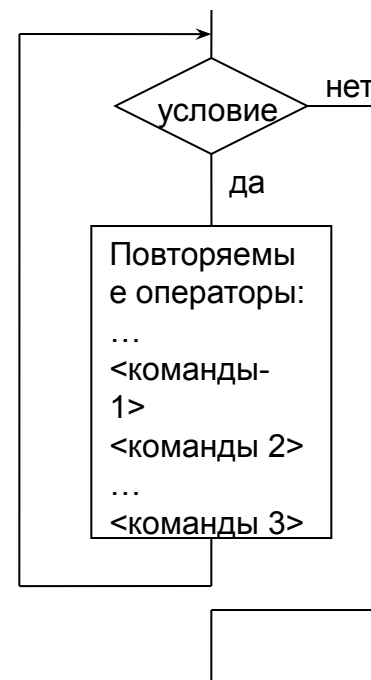 условие
нет
да
Повторяемы
е операторы:
…
<команды-
1>
<команды 2>
…
<команды 3>